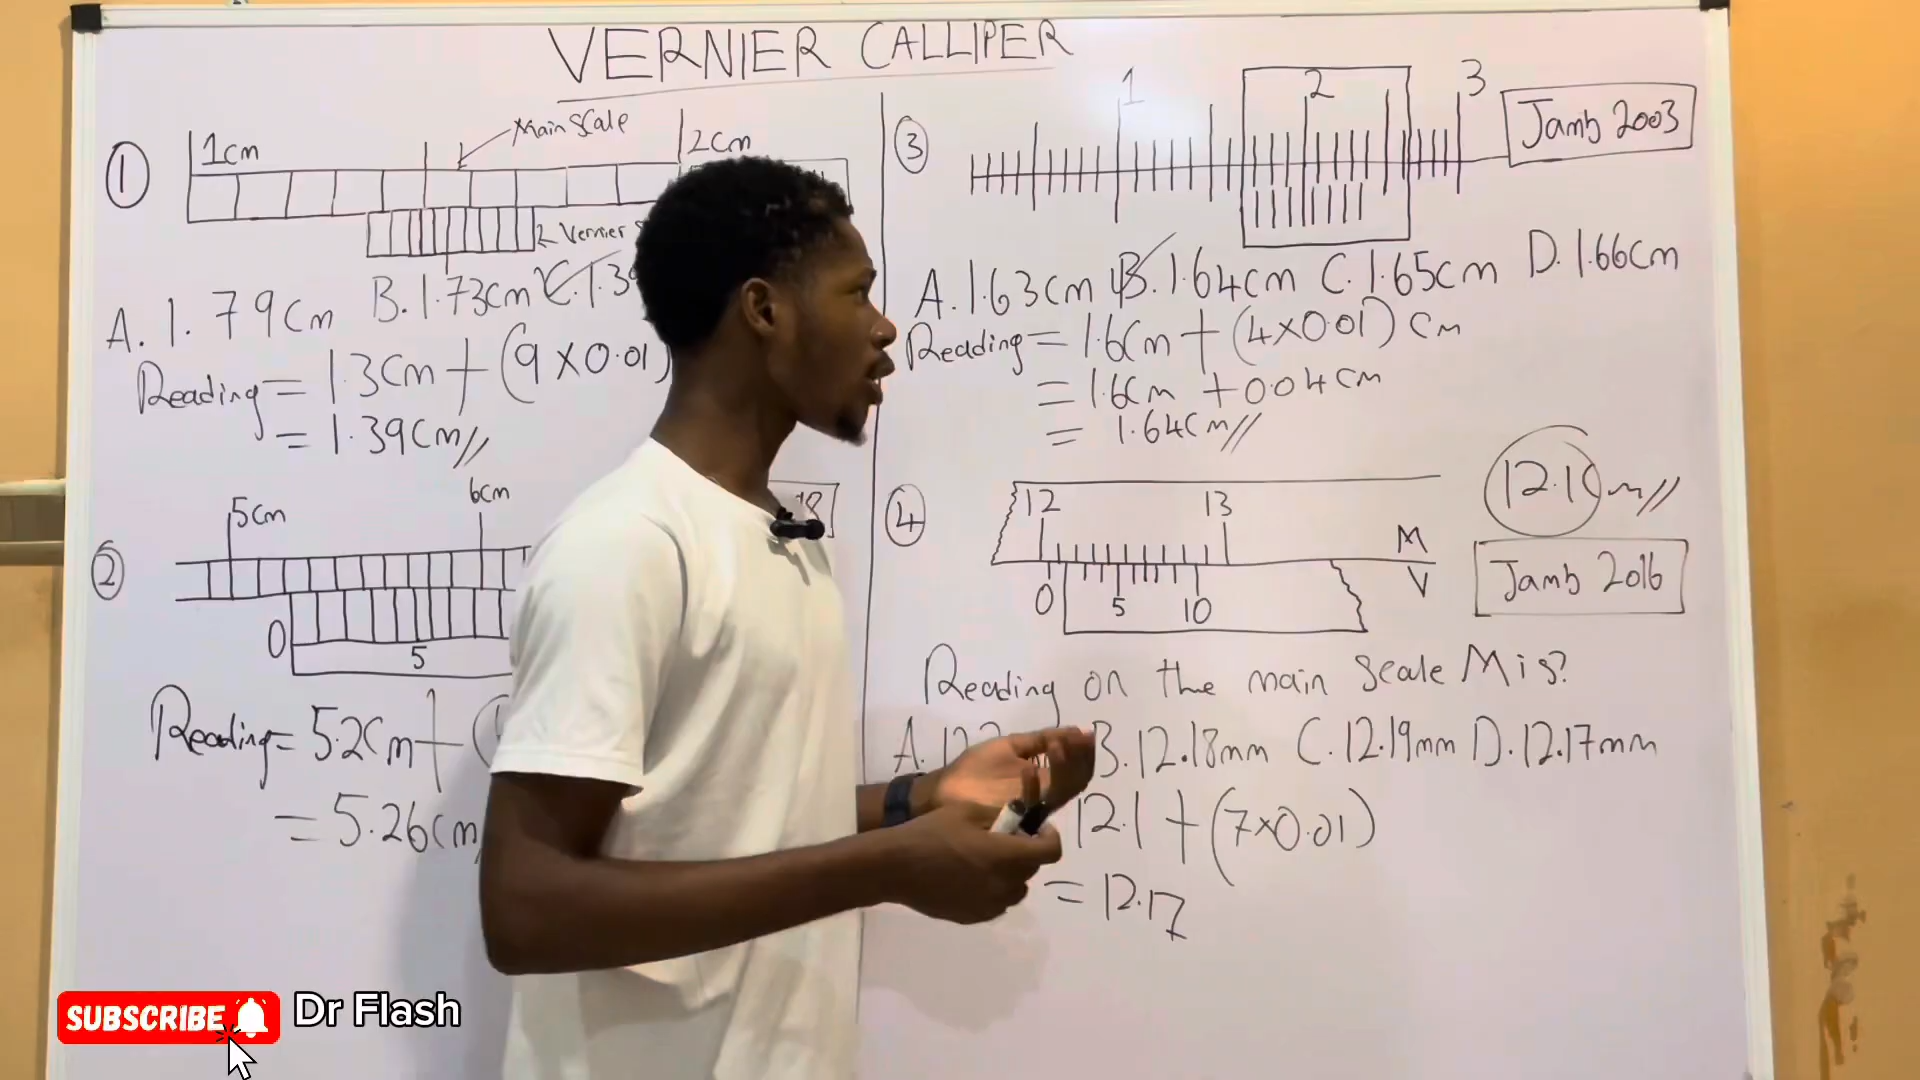 VERNIER CALLIPER
①
Main Scale
1cm
2cm
2 Vernier
A. 1.79cm B. 1.73cm C. 1.39
Reading = 1.3cm + (9×0.01)
= 1.39cm//
②
5cm
6cm
0
5
Reading = 5.2cm + (
= 5.26cm
③
1
2
3
Jamb 2003
A. 1.63cm B. 1.64cm C. 1.65cm D. 1.66cm
Reading = 1.6cm + (4×0.01)cm
= 1.6cm + 0.04cm
= 1.64cm//
④
12
13
M
V
0
5
10
12.1cm//
Jamb 2016
Reading on the main scale M is?
A. 12.2 B. 12.18mm C. 12.19mm D. 12.17mm
12.1 + (7×0.01)
= 12.17
SUBSCRIBE
Dr Flash